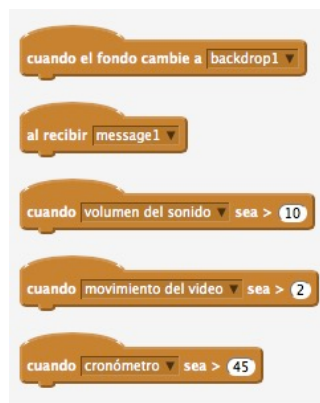 cuando el fondo cambie a backdrop1
al recibir message1
cuando volumen del sonido sea > 10
cuando movimiento del video sea > 2
cuando cronómetro sea > 45